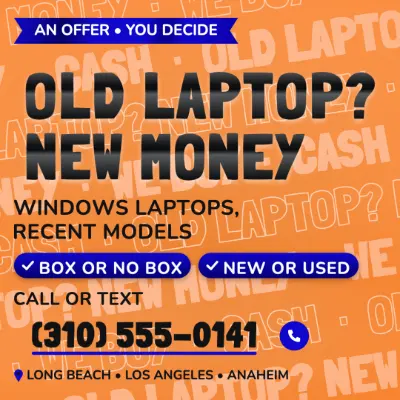 AN OFFER • YOU DECIDE
OLD LAPTOP?
NEW MONEY
WINDOWS LAPTOPS,
RECENT MODELS
BOX OR NO BOX
NEW OR USED
CALL OR TEXT
(310) 555-0141
LONG BEACH • LOS ANGELES • ANAHEIM